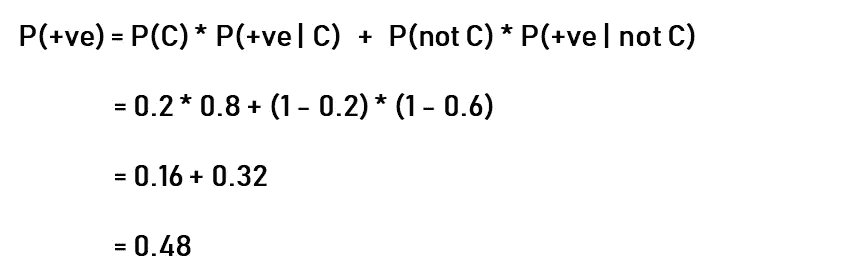 P(+ve) = P(C) * P(+ve | C) + P(not C) * P(+ve | not C)
= 0.2 * 0.8 + (1 - 0.2) * (1 - 0.6)
= 0.16 + 0.32
= 0.48